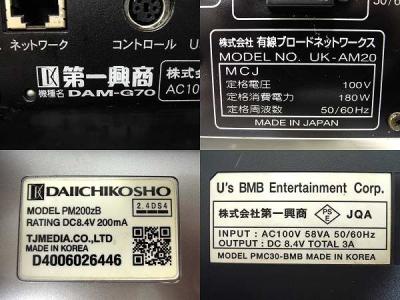 ネットワーク
コントロール
第一興商
株式
機種名 DAM-G70
AC10
50/6
株式会社 有線ブロードネットワークス
MODEL NO. UK-AM20
MCJ
定格電圧 100V
定格消費電力 180W
定格周波数 50/60Hz
MADE IN JAPAN
DAIICHIKOSHO
MODEL PM200zB
2.4DS4
RATING DC8.4V 200mA
TJMEDIA.CO.,LTD
MADE IN KOREA
D4006026446
U's BMB Entertainment Corp.
株式会社第一興商 PSE JQA
INPUT : AC100V 58VA 50/60Hz
OUTPUT : DC 8.4V TOTAL 3A
MODEL PMC30-BMB MADE IN KOREA